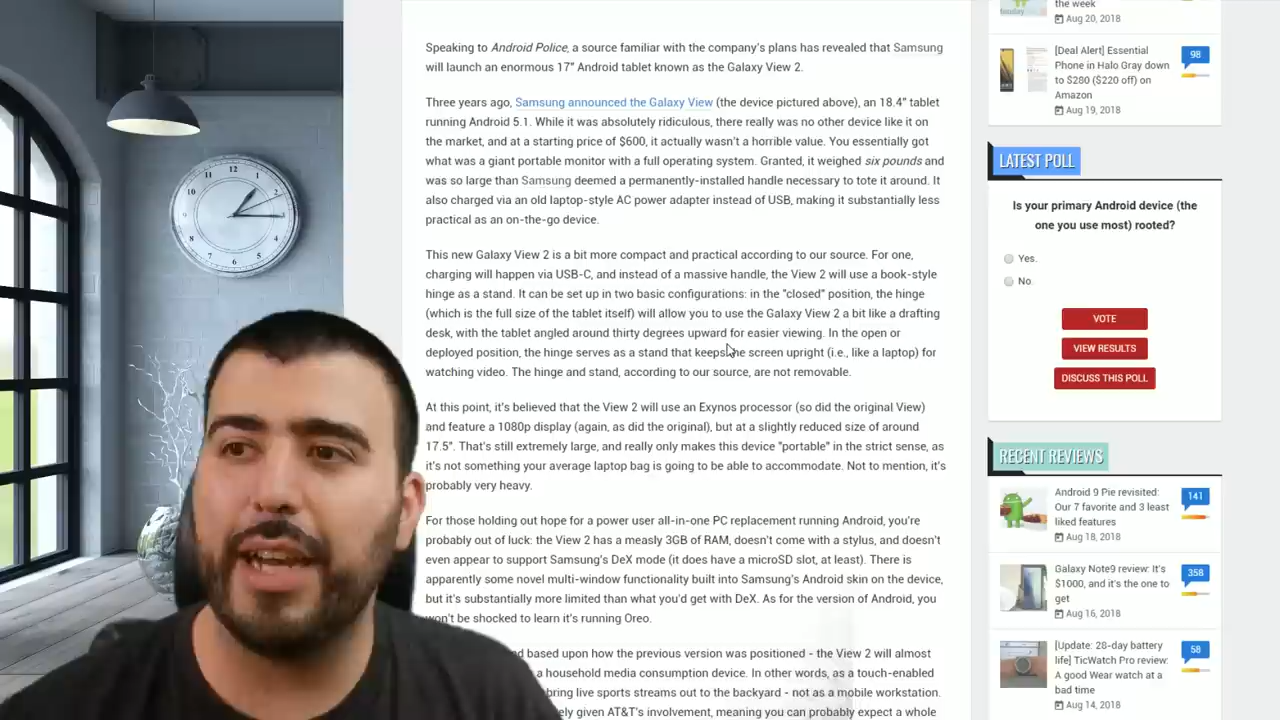 Speaking to Android Police, a source familiar with the company's plans has revealed that Samsung
will launch an enormous 17" Android tablet known as the Galaxy View 2.
Three years ago, Samsung announced the Galaxy View (the device pictured above), an 18.4" tablet
running Android 5.1. While it was absolutely ridiculous, there really was no other device like it on
the market, and at a starting price of $600, it actually wasn't a horrible value. You essentially got
what was a giant portable monitor with a full operating system. Granted, it weighed six pounds and
was so large than Samsung deemed a permanently-installed handle necessary to tote it around. It
also charged via an old laptop-style AC power adapter instead of USB, making it substantially less
practical as an on-the-go device.
This new Galaxy View 2 is a bit more compact and practical according to our source. For one,
charging will happen via USB-C, and instead of a massive handle, the View 2 will use a book-style
hinge as a stand. It can be set up in two basic configurations: in the "closed" position, the hinge
(which is the full size of the tablet itself) will allow you to use the Galaxy View 2 a bit like a drafting
desk, with the tablet angled around thirty degrees upward for easier viewing. In the open or
deployed position, the hinge serves as a stand that keeps the screen upright (i.e., like a laptop) for
watching video. The hinge and stand, according to our source, are not removable.
At this point, it's believed that the View 2 will use an Exynos processor (so did the original View)
and feature a 1080p display (again, as did the original), but at a slightly reduced size of around
17.5". That's still extremely large, and really only makes this device "portable" in the strict sense, as
it's not something your average laptop bag is going to be able to accommodate. Not to mention, it's
probably very heavy.
For those holding out hope for a power user all-in-one PC replacement running Android, you're
probably out of luck: the View 2 has a measly 3GB of RAM, doesn't come with a stylus, and doesn't
even appear to support Samsung's DeX mode (it does have a microSD slot, at least). There is
apparently some novel multi-window functionality built into Samsung's Android skin on the device,
but it's substantially more limited than what you'd get with DeX. As for the version of Android, you
won't be shocked to learn it's running Oreo.
based upon how the previous version was positioned - the View 2 will almost
a household media consumption device. In other words, as a touch-enabled
bring live sports streams out to the backyard - not as a mobile workstation.
given AT&T's involvement, meaning you can probably expect a whole
the week
Aug 20, 2018
[Deal Alert] Essential
Phone in Halo Gray down
to $280 ($220 off) on
Amazon
Aug 19, 2018
98
LATEST POLL
Is your primary Android device (the
one you use most) rooted?
Yes.
No.
VOTE
VIEW RESULTS
DISCUSS THIS POLL
RECENT REVIEWS
Android 9 Pie revisited:
Our 7 favorite and 3 least
liked features
Aug 18, 2018
141
Galaxy Note9 review: It's
$1000, and it's the one to
get
Aug 16, 2018
358
[Update: 28-day battery
life] TicWatch Pro review:
A good Wear watch at a
bad time
Aug 14, 2018
58
12
1
2
3
4
5
6
7
8
9
10
11